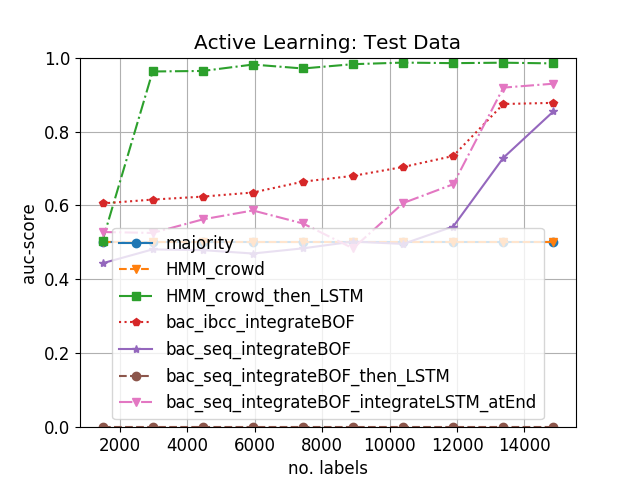 Active Learning: Test Data
auc-score
1.0
0.8
0.6
0.4
0.2
0.0
majority
HMM_crowd
HMM_crowd_then_LSTM
bac_ibcc_integrateBOF
bac_seq_integrateBOF
bac_seq_integrateBOF_then_LSTM
bac_seq_integrateBOF_integrateLSTM_atEnd
2000 4000 6000 8000 10000 12000 14000
no. labels